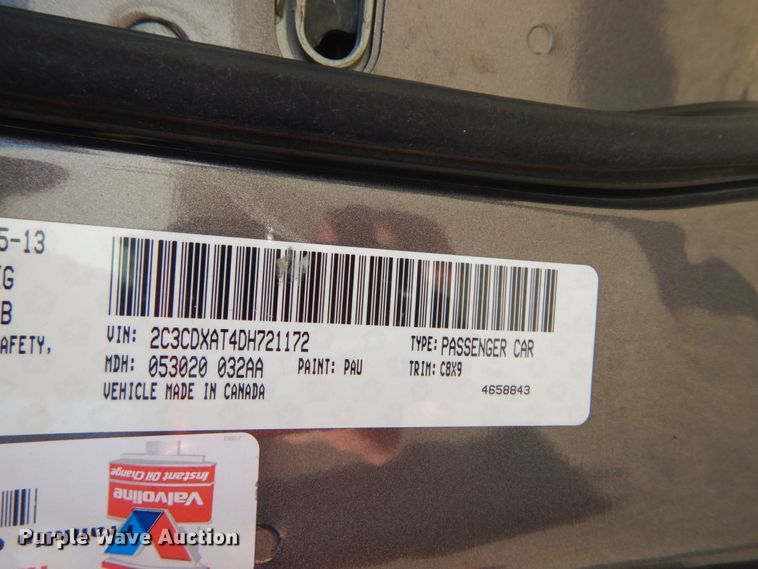 5-13
B
AFETY,
VIN: 2C3CDXAT4DH721172 TYPE: PASSENGER CAR
MDH: 053020 032AA PAINT: PAU TRIM: C8X9
VEHICLE MADE IN CANADA 4658843
Instant Oil Change
Valvoline
Purple Wave Auction